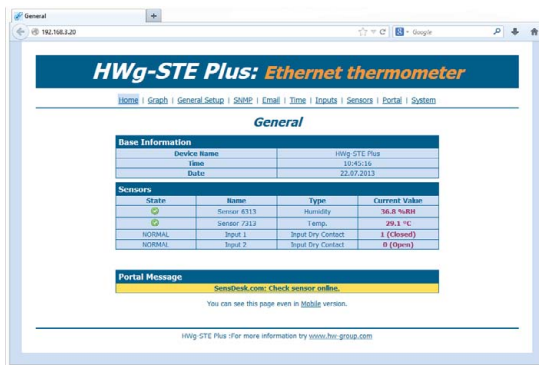 General
192.168.3.20
Google
HWg-STE Plus: Ethernet thermometer
Home | Graph | General Setup | SNMP | Email | Time | Inputs | Sensors | Portal | System
General
Base Information
Device Name HWg-STE Plus
Time 10:45:16
Date 22.07.2013
Sensors
State Name Type Current Value
Sensor 6313 Humidity 36.8 %RH
Sensor 7313 Temp. 29.1 °C
NORMAL Input 1 Input Dry Contact 1 (Closed)
NORMAL Input 2 Input Dry Contact 0 (Open)
Portal Message
SensDesk.com: Check sensor online.
You can see this page even in Mobile version.
HWg-STE Plus :For more information try www.hw-group.com